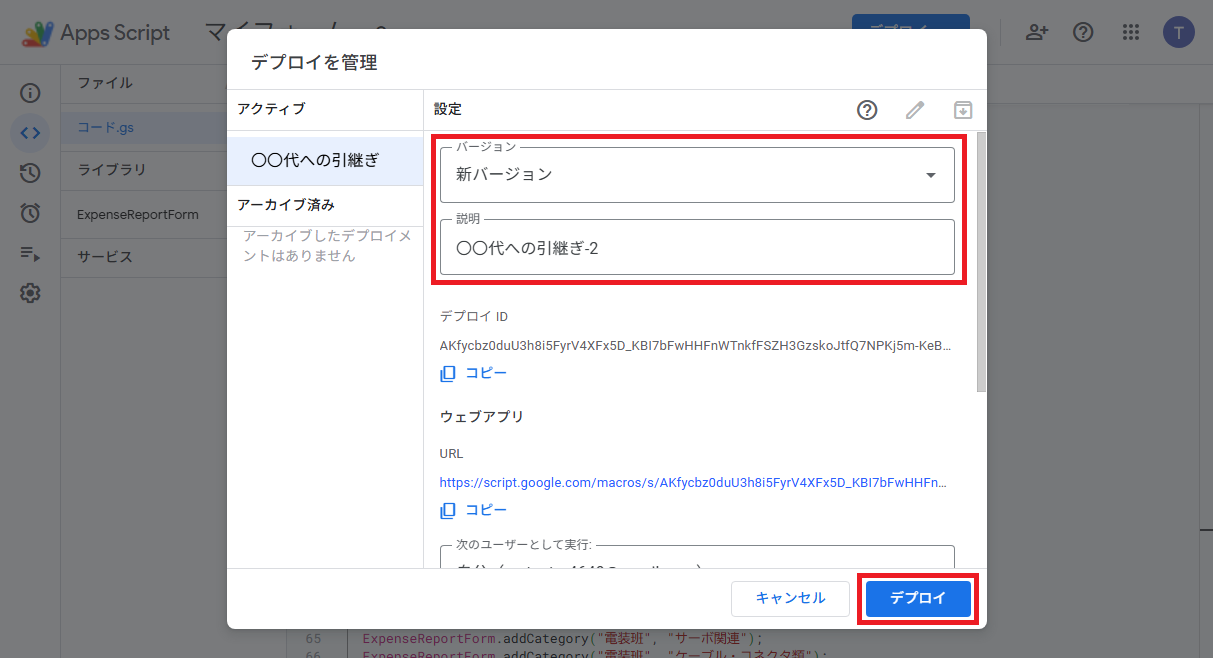 Apps Script
デプロイ
T
デプロイを管理
ファイル
コード.gs
ライブラリ
ExpenseReportForm
サービス
アクティブ
〇〇代への引継ぎ
アーカイブ済み
アーカイブしたデプロイメ
ントはありません
設定
バージョン
新バージョン
説明
〇〇代への引継ぎ-2
デプロイ ID
AKfycbz0duU3h8i5FyrV4XFx5D_KBI7bFwHHFnWTnkfFSZH3GzskoJtfQ7NPKj5m-KeB...
コピー
ウェブアプリ
URL
https://script.google.com/macros/s/AKfycbz0duU3h8i5FyrV4XFx5D_KBI7bFwHHFn...
コピー
次のユーザーとして実行:
キャンセル
デプロイ
65 ExpenseReportForm.addCategory("電装班", "サーボ関連");
66 ExpenseReportForm.addCategory("電装班", "ケーブル・コネクタ類");